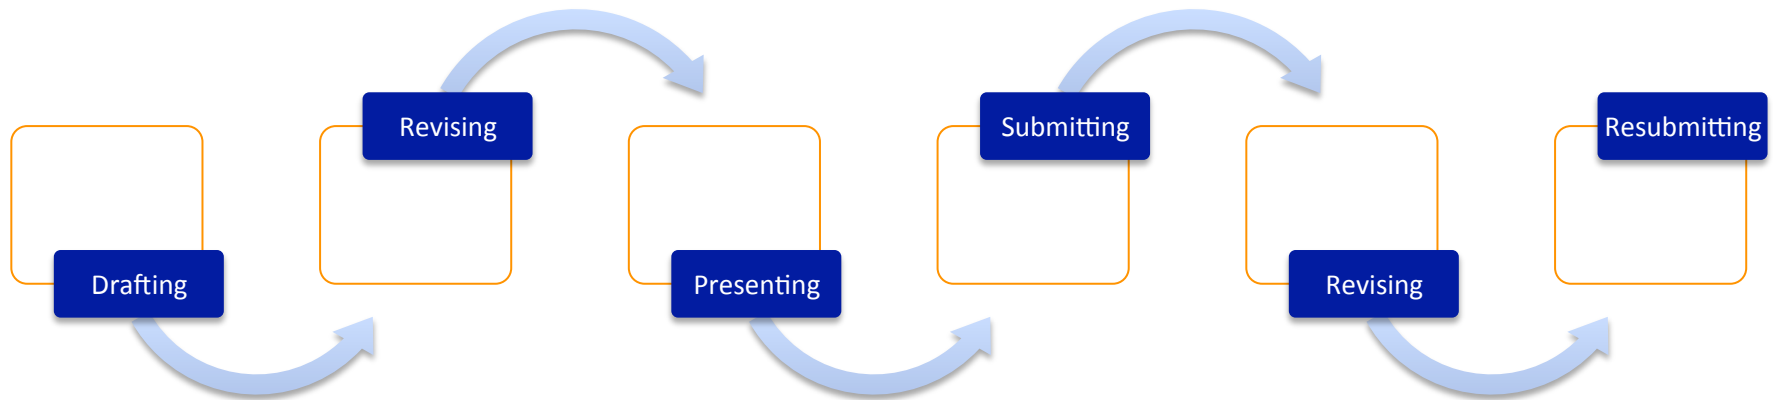 Drafting
Revising
Presenting
Submitting
Revising
Resubmitting